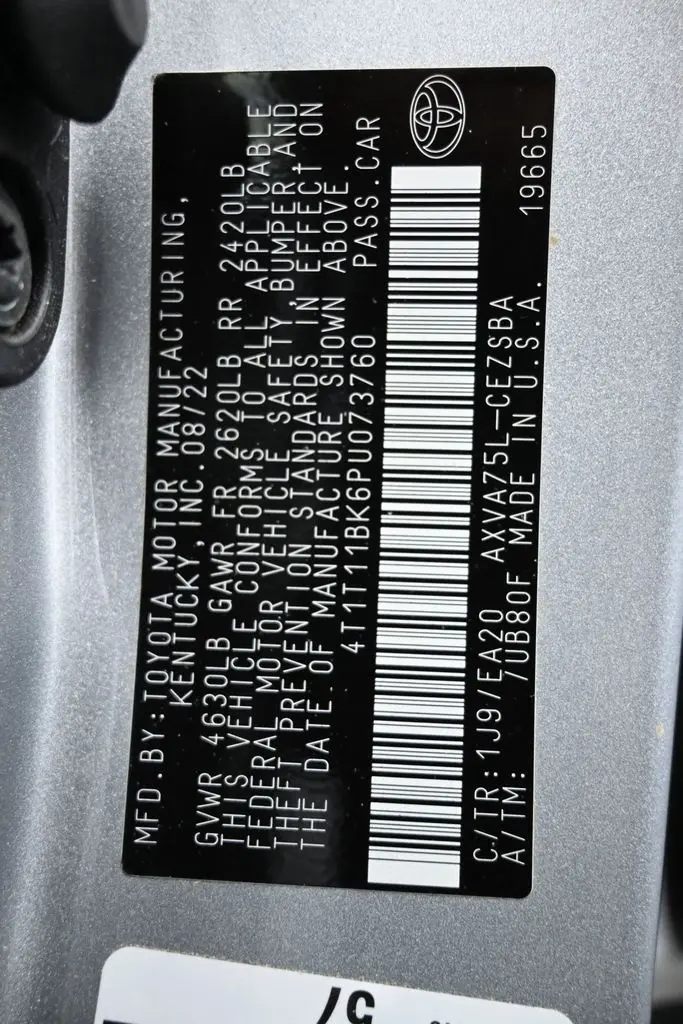 MFD.BY:TOYOTA MOTOR MANUFACTURING,
KENTUCKY, INC.08/22
GVWR 4630LB GAWR FR 2620LB RR 2420LB
THIS VEHICLE CONFORMS TO ALL APPLICABLE
FEDERAL MOTOR VEHICLE SAFETY,BUMPER AND
THEFT PREVENTION STANDARDS IN EFFECT ON
THE DATE OF MANUFACTURE SHOWN ABOVE.
4T1T11BK6PU073760 PASS.CAR
C/TR:1J9/EA20 AXVA75L-CEZSBA
A/TM: 7UB80F MADE IN U.S.A. 19665
57